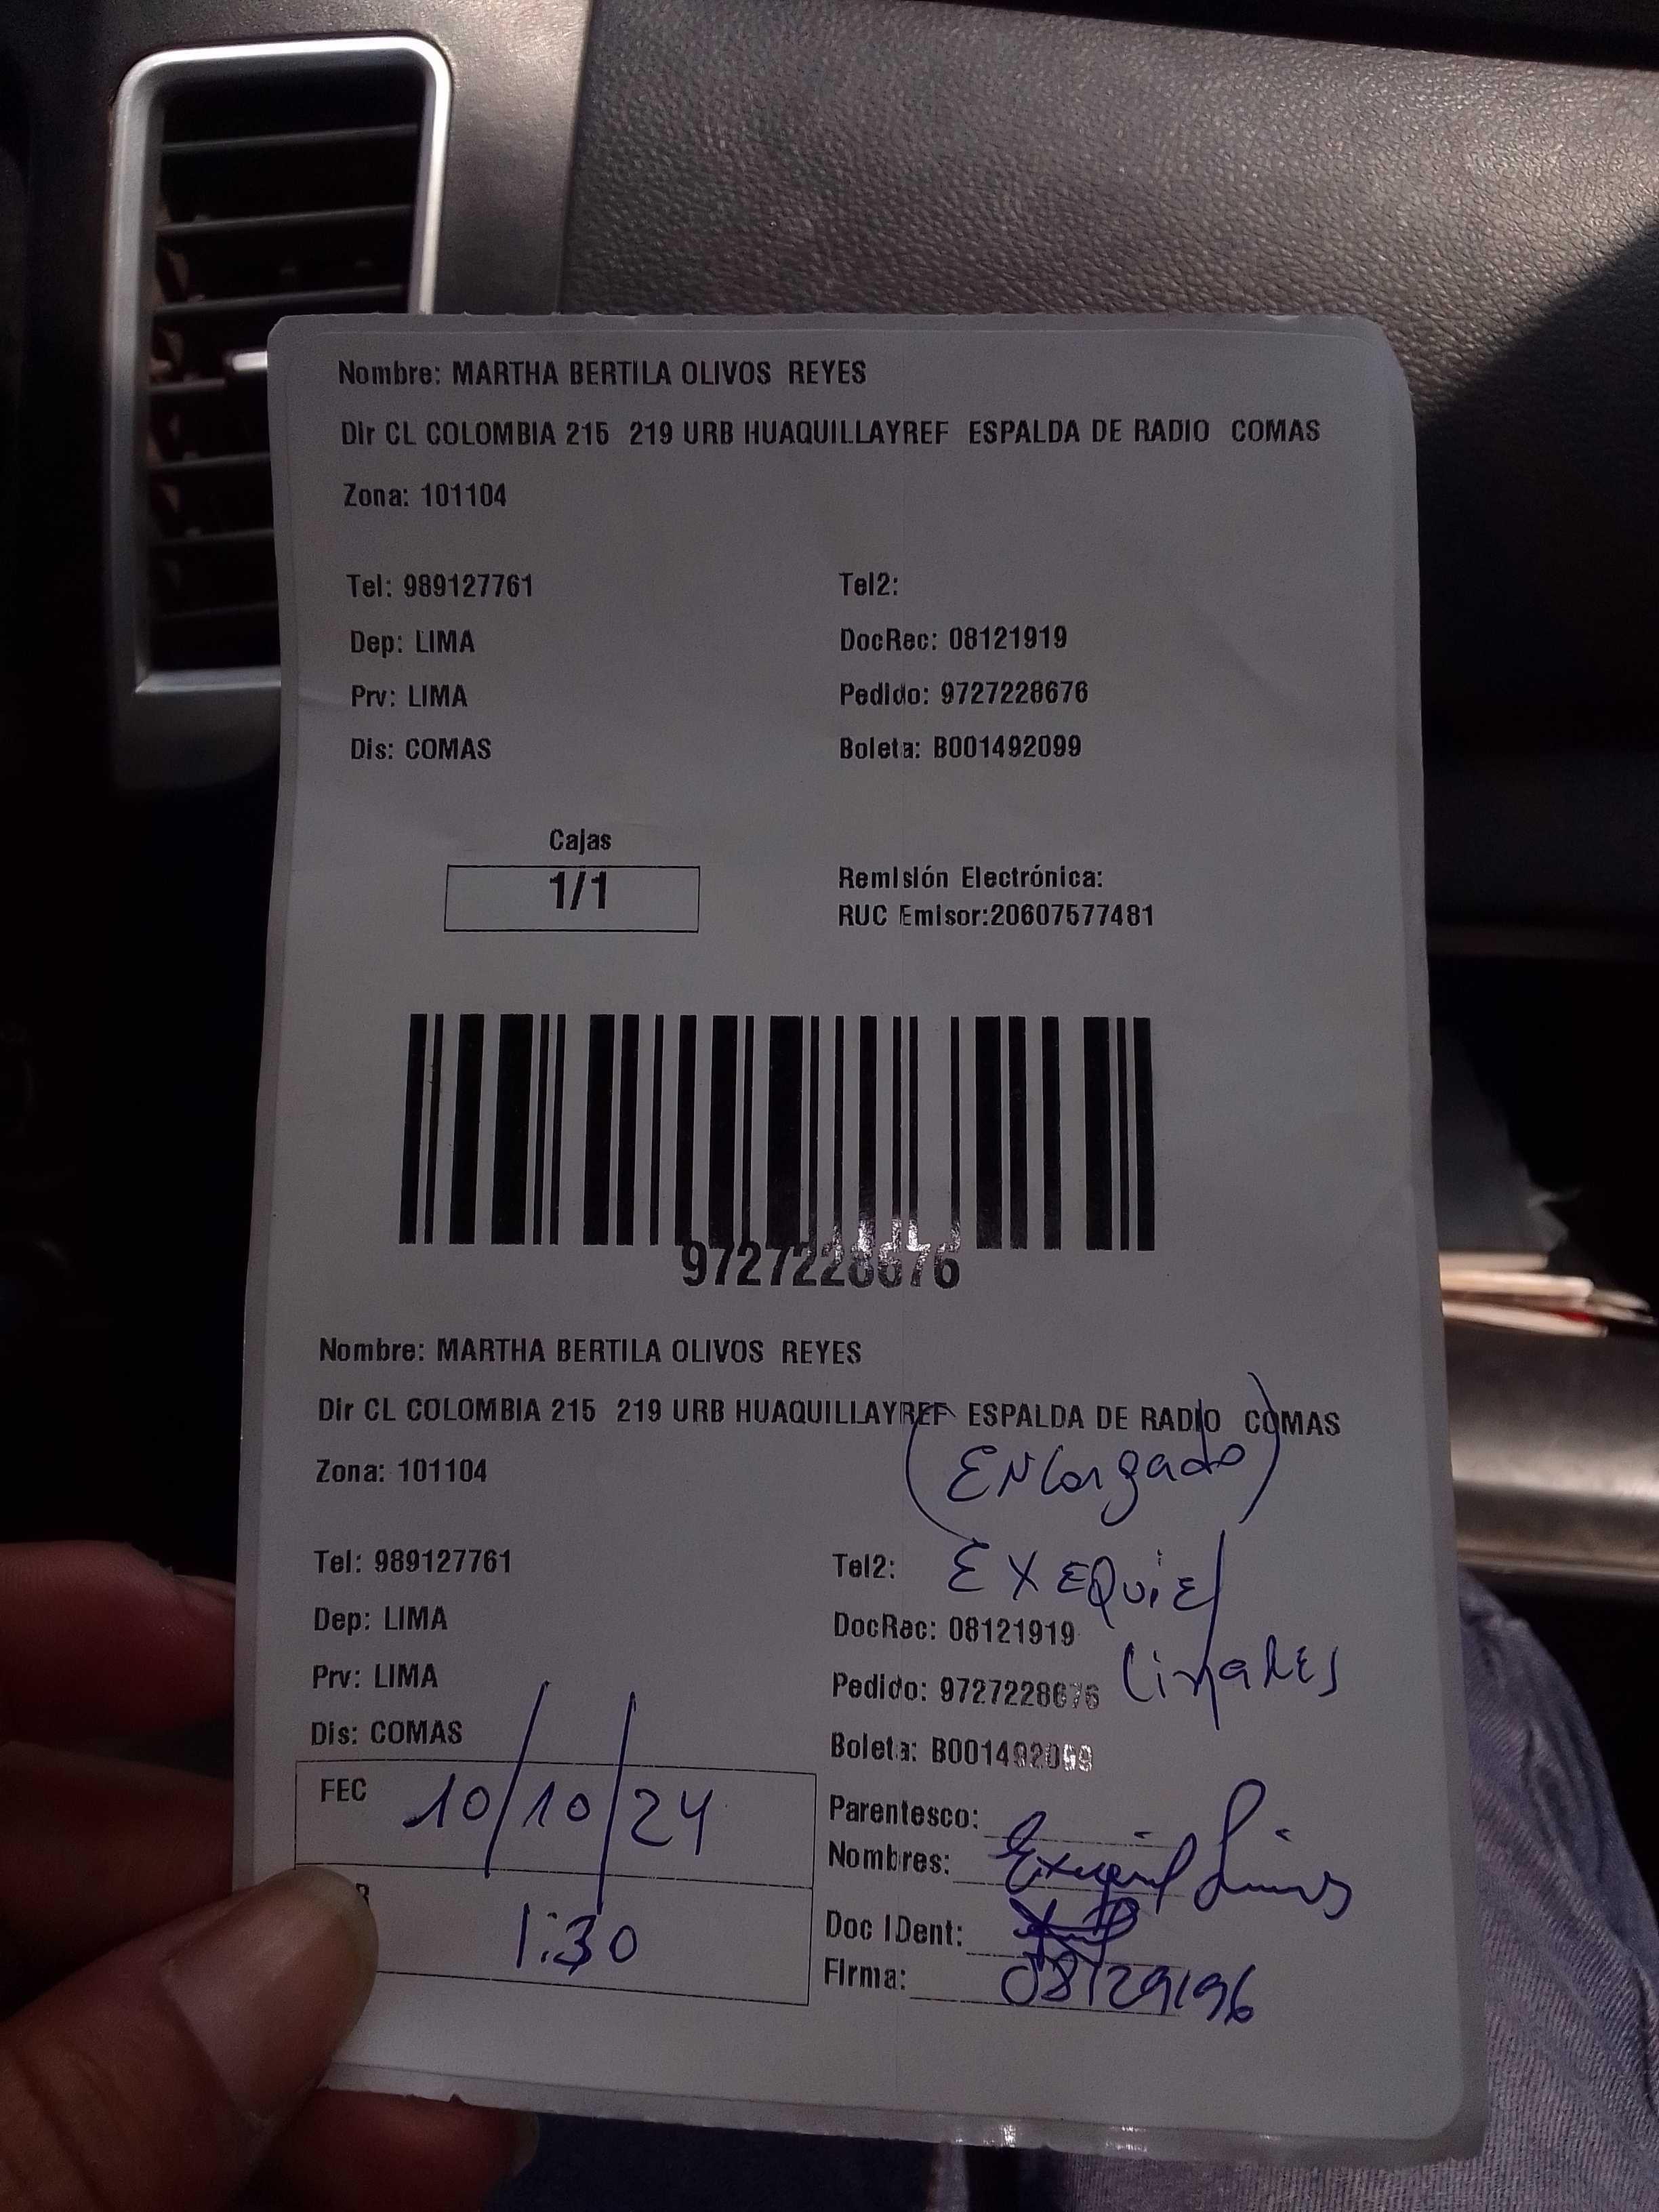 Nombre: MARTHA BERTILA OLIVOS REYES
Dir CL COLOMBIA 215 219 URB HUAQUILLAYREF ESPALDA DE RADIO COMAS
Zona: 101104
Tel: 989127761 Tel2:
Dep: LIMA DocRec: 08121919
Prv: LIMA Pedido: 9727228676
Dis: COMAS Boleta: B001492099
Cajas
1/1
Remisión Electrónica:
RUC Emisor:20607577481
9727228676
Nombre: MARTHA BERTILA OLIVOS REYES
Dir CL COLOMBIA 215 219 URB HUAQUILLAYREF ESPALDA DE RADIO COMAS
(Encargado)
Zona: 101104
Tel: 989127761 Tel2: EXEQUiEl
Dep: LIMA DocRec: 08121919
LinaRES
Prv: LIMA Pedido: 9727228676
Dis: COMAS Boleta: B001492099
FEC 10/10/24
Parentesco:
Nombres:
1:30
Doc IDent:
Firma: 08129196